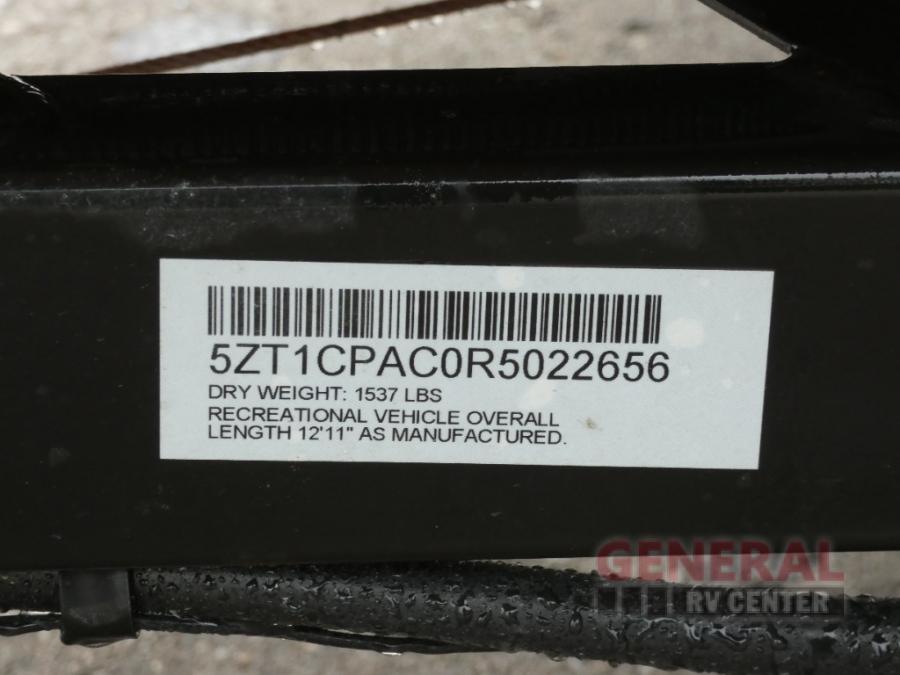 5ZT1CPAC0R5022656
DRY WEIGHT: 1537 LBS
RECREATIONAL VEHICLE OVERALL
LENGTH 12'11" AS MANUFACTURED.
GENERAL
RV CENTER